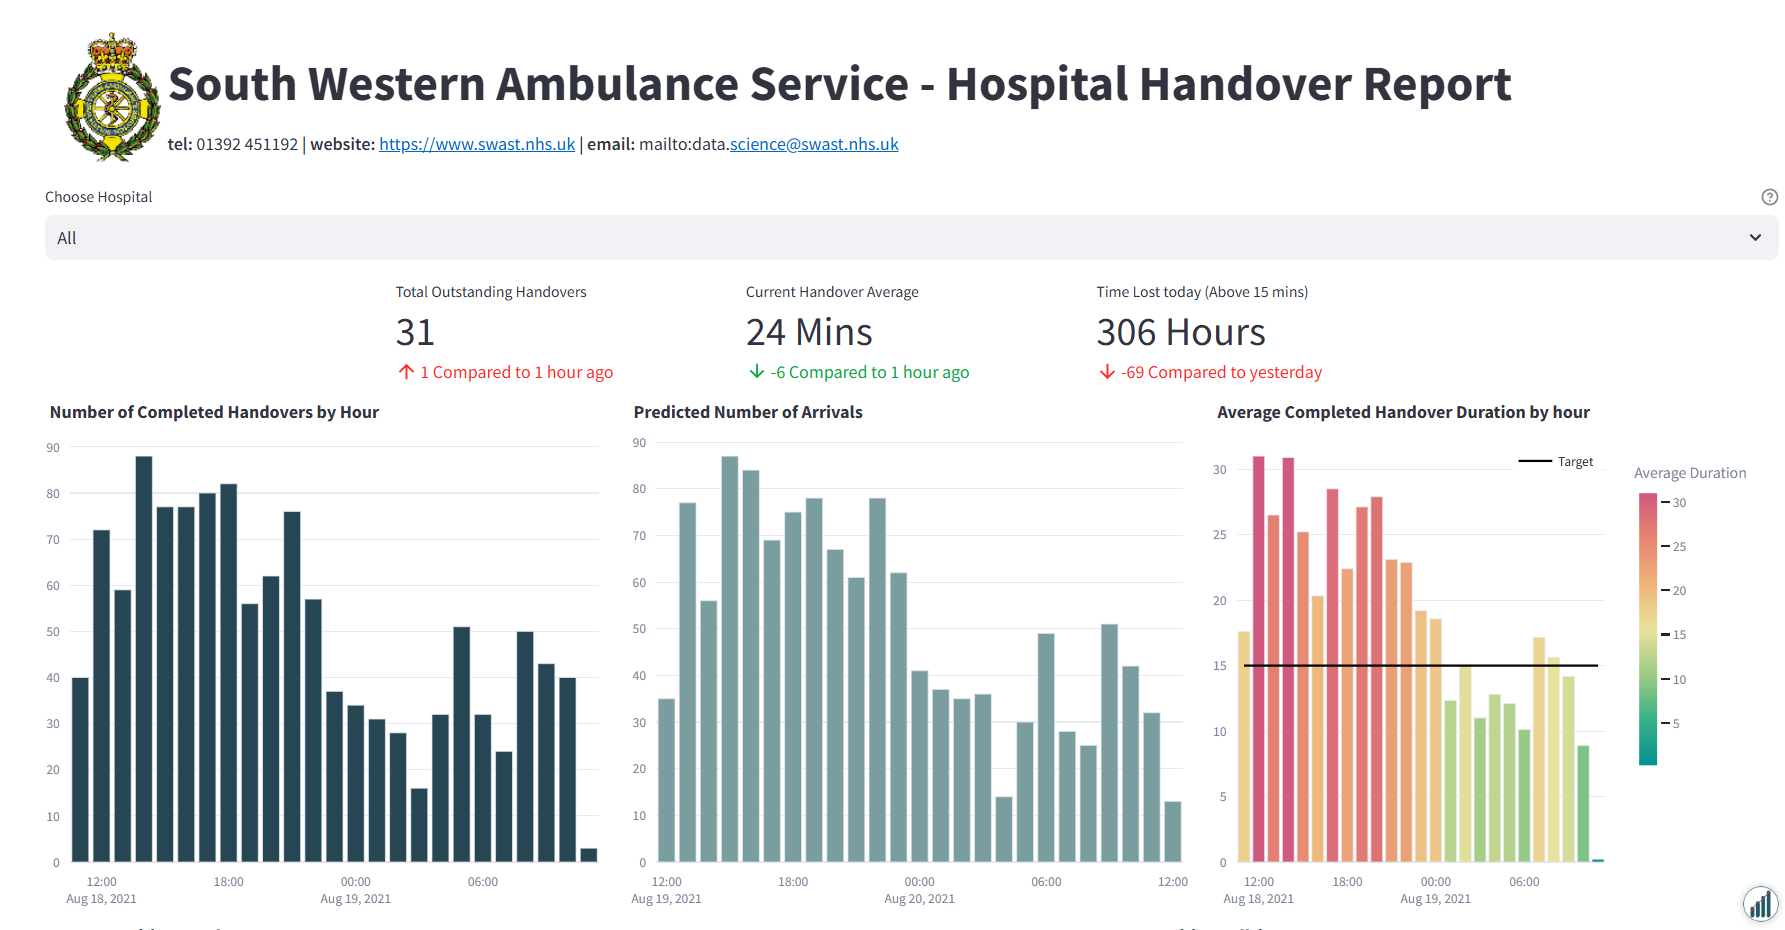 South Western Ambulance Service - Hospital Handover Report
tel: 01392 451192 | website: https://www.swast.nhs.uk | email: mailto:data.science@swast.nhs.uk
Choose Hospital
All
Total Outstanding Handovers
31
1 Compared to 1 hour ago
Current Handover Average
24 Mins
-6 Compared to 1 hour ago
Time Lost today (Above 15 mins)
306 Hours
-69 Compared to yesterday
Number of Completed Handovers by Hour
90
80
70
60
50
40
30
20
10
0
12:00 18:00 00:00 06:00
Aug 18, 2021 Aug 19, 2021
Predicted Number of Arrivals
90
80
70
60
50
40
30
20
10
0
12:00 18:00 00:00 06:00 12:00
Aug 19, 2021 Aug 20, 2021
Average Completed Handover Duration by hour
Target
30
25
20
15
10
5
0
12:00 18:00 00:00 06:00
Aug 18, 2021 Aug 19, 2021
Average Duration
30
25
20
15
10
5